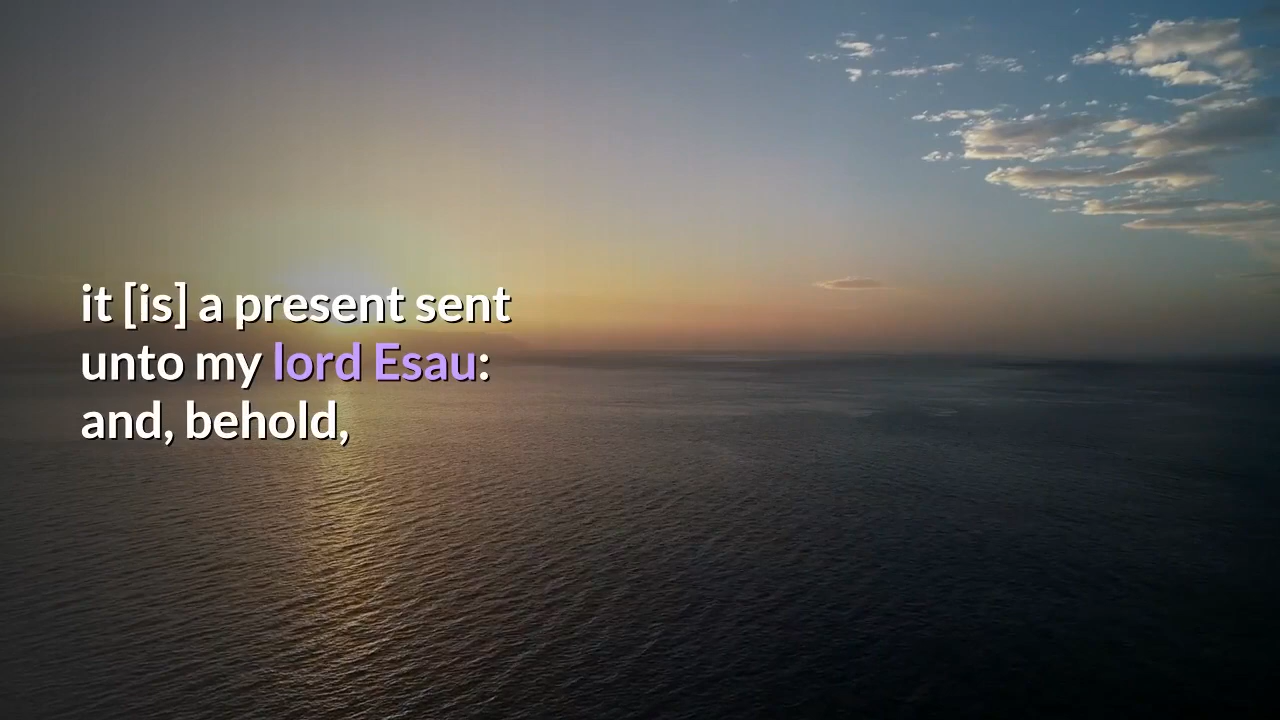 it [is] a present sent
unto my lord Esau:
and, behold,